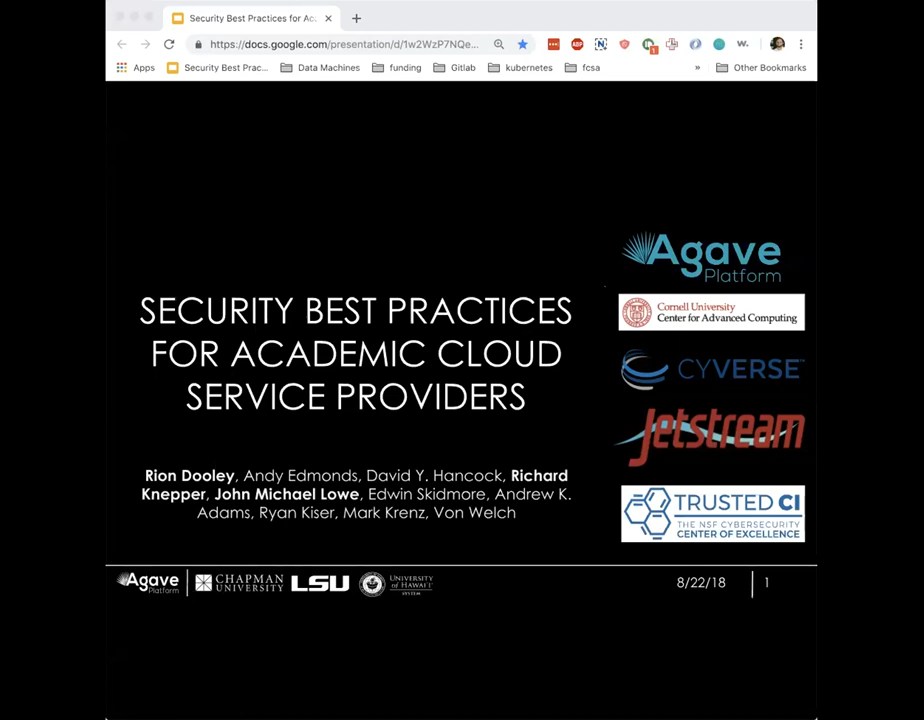 Security Best Practices for Ac
https://docs.google.com/presentation/d/1w2WzP7NQe...
ABP
N
1
w.
Apps
Security Best Prac...
Data Machines
funding
Gitlab
kubernetes
fcsa
»
Other Bookmarks
Agave
Platform
Cornell University
Center for Advanced Computing
SECURITY BEST PRACTICES
FOR ACADEMIC CLOUD
SERVICE PROVIDERS
CYVERSE™
Jetstream
Rion Dooley, Andy Edmonds, David Y. Hancock, Richard
Knepper, John Michael Lowe, Edwin Skidmore, Andrew K.
Adams, Ryan Kiser, Mark Krenz, Von Welch
TRUSTED CI
THE NSF CYBERSECURITY
CENTER OF EXCELLENCE
Agave
Platform
CHAPMAN
UNIVERSITY
LSU
UNIVERSITY
of HAWAI'I
SYSTEM
8/22/18
1